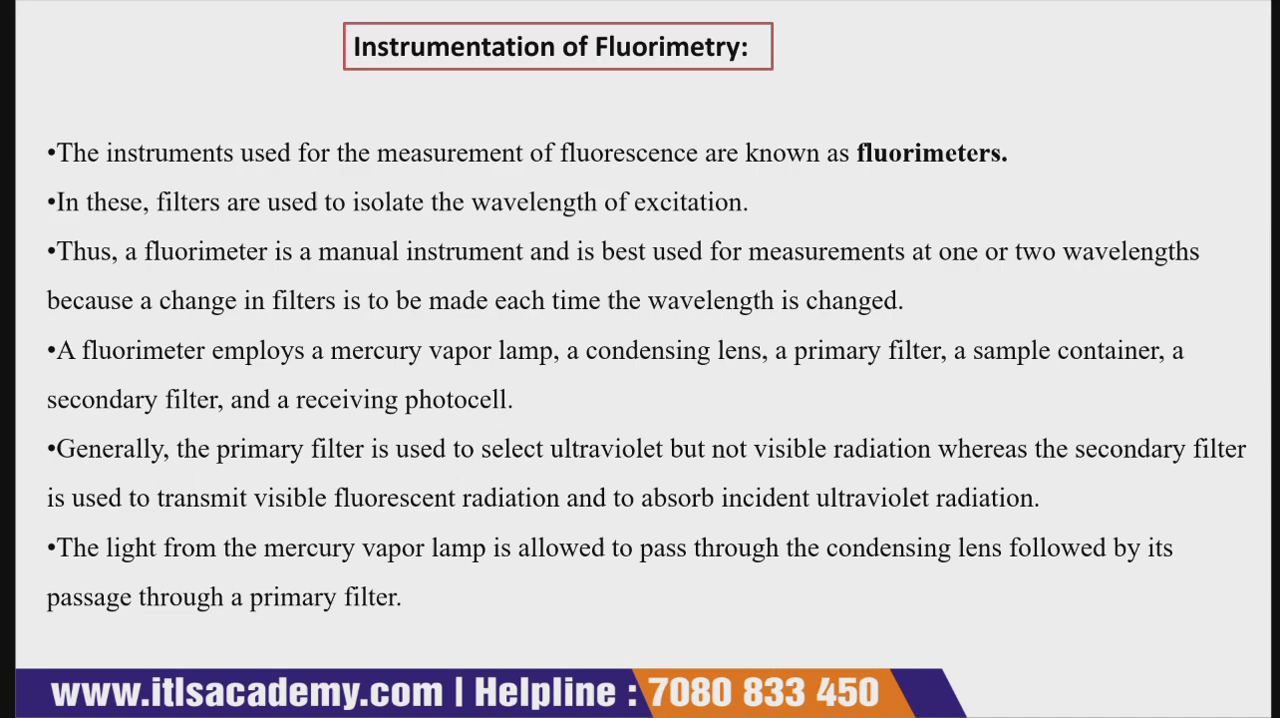 Instrumentation of Fluorimetry:
•The instruments used for the measurement of fluorescence are known as fluorimeters.
•In these, filters are used to isolate the wavelength of excitation.
•Thus, a fluorimeter is a manual instrument and is best used for measurements at one or two wavelengths
because a change in filters is to be made each time the wavelength is changed.
•A fluorimeter employs a mercury vapor lamp, a condensing lens, a primary filter, a sample container, a
secondary filter, and a receiving photocell.
•Generally, the primary filter is used to select ultraviolet but not visible radiation whereas the secondary filter
is used to transmit visible fluorescent radiation and to absorb incident ultraviolet radiation.
•The light from the mercury vapor lamp is allowed to pass through the condensing lens followed by its
passage through a primary filter.
www.itlsacademy.com | Helpline : 7080 833 450